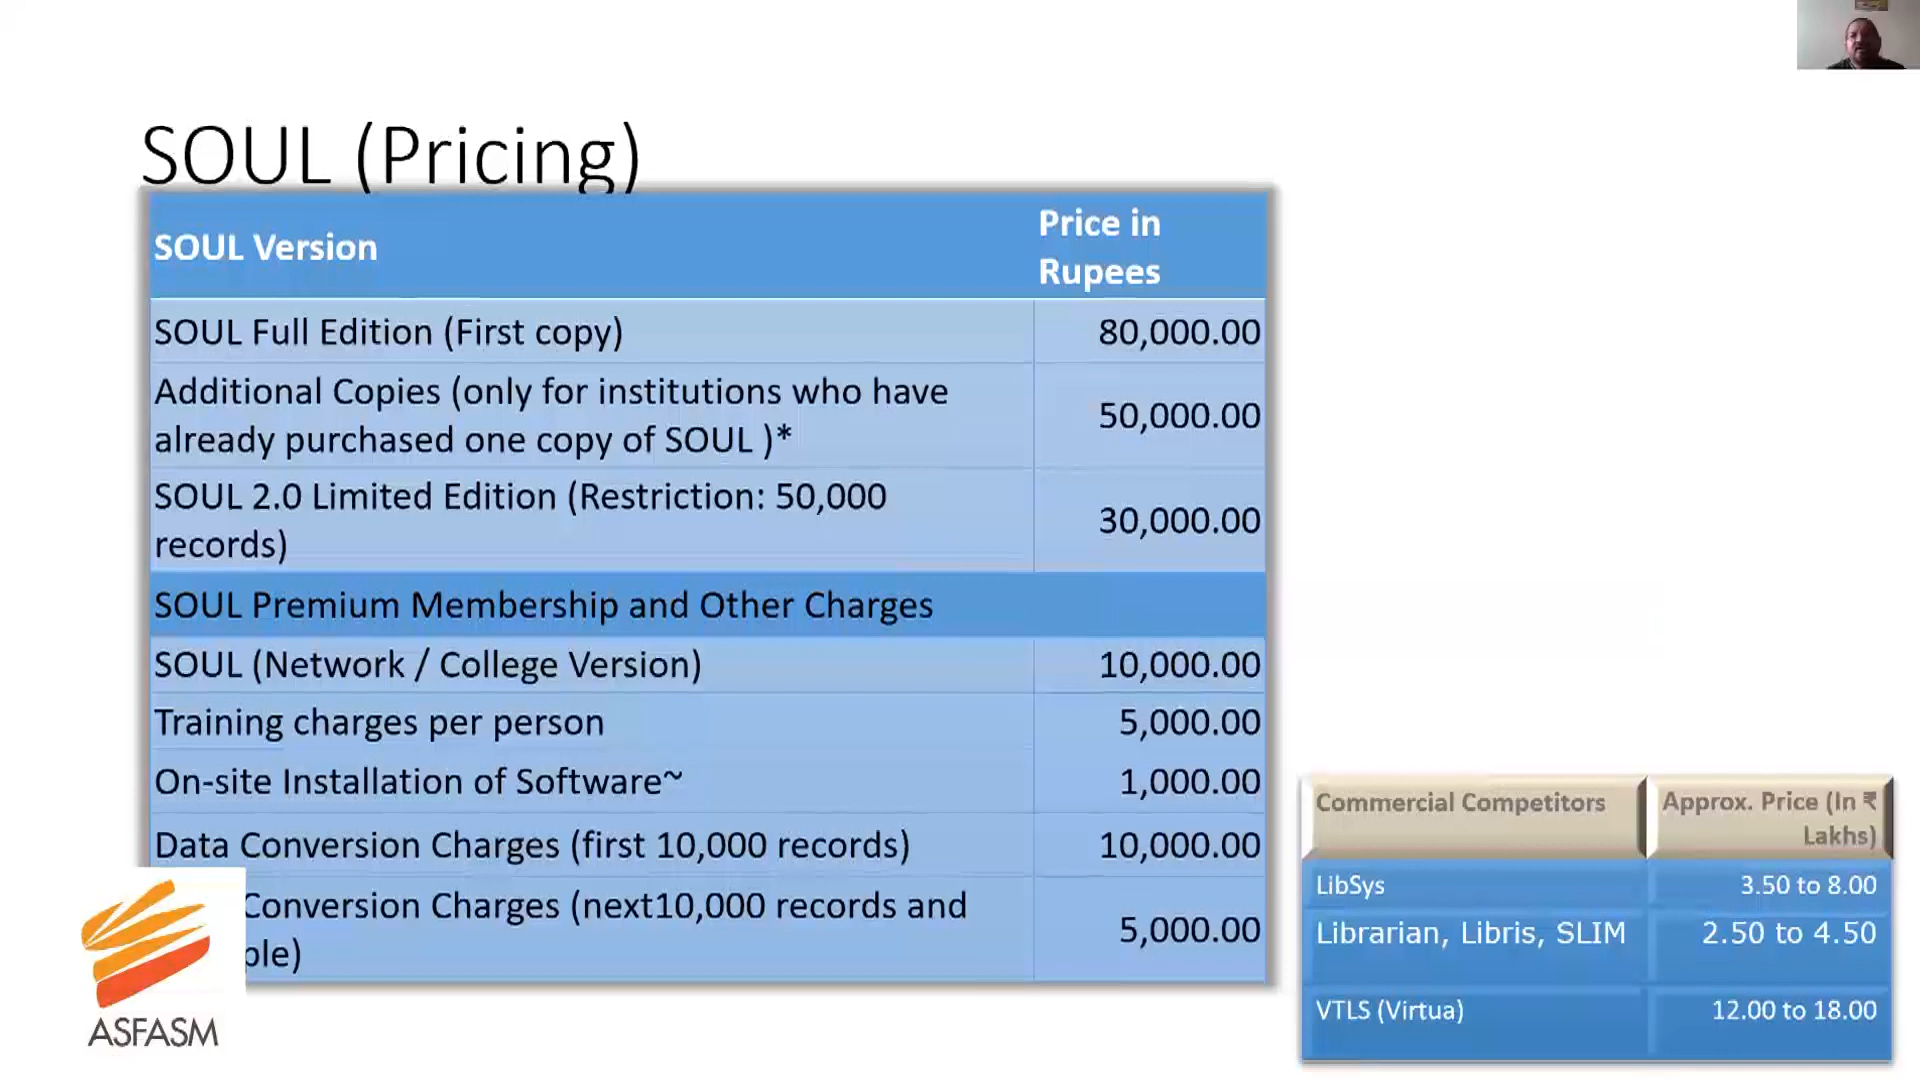 SOUL (Pricing)
SOUL Version
Price in
Rupees
SOUL Full Edition (First copy)
80,000.00
Additional Copies (only for institutions who have
already purchased one copy of SOUL )*
50,000.00
SOUL 2.0 Limited Edition (Restriction: 50,000
records)
30,000.00
SOUL Premium Membership and Other Charges
SOUL (Network / College Version)
10,000.00
Training charges per person
5,000.00
On-site Installation of Software~
1,000.00
Data Conversion Charges (first 10,000 records)
10,000.00
Conversion Charges (next10,000 records and
5,000.00
ASFASM
Commercial Competitors
Approx. Price (In ₹
Lakhs)
LibSys
3.50 to 8.00
Librarian, Libris, SLIM
2.50 to 4.50
VTLS (Virtua)
12.00 to 18.00